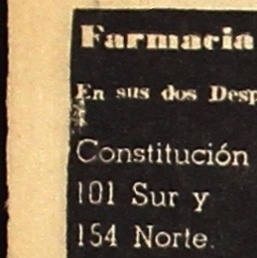 Farmacia
En sus dos Desp
Constitución
101 Sur y
154 Norte.